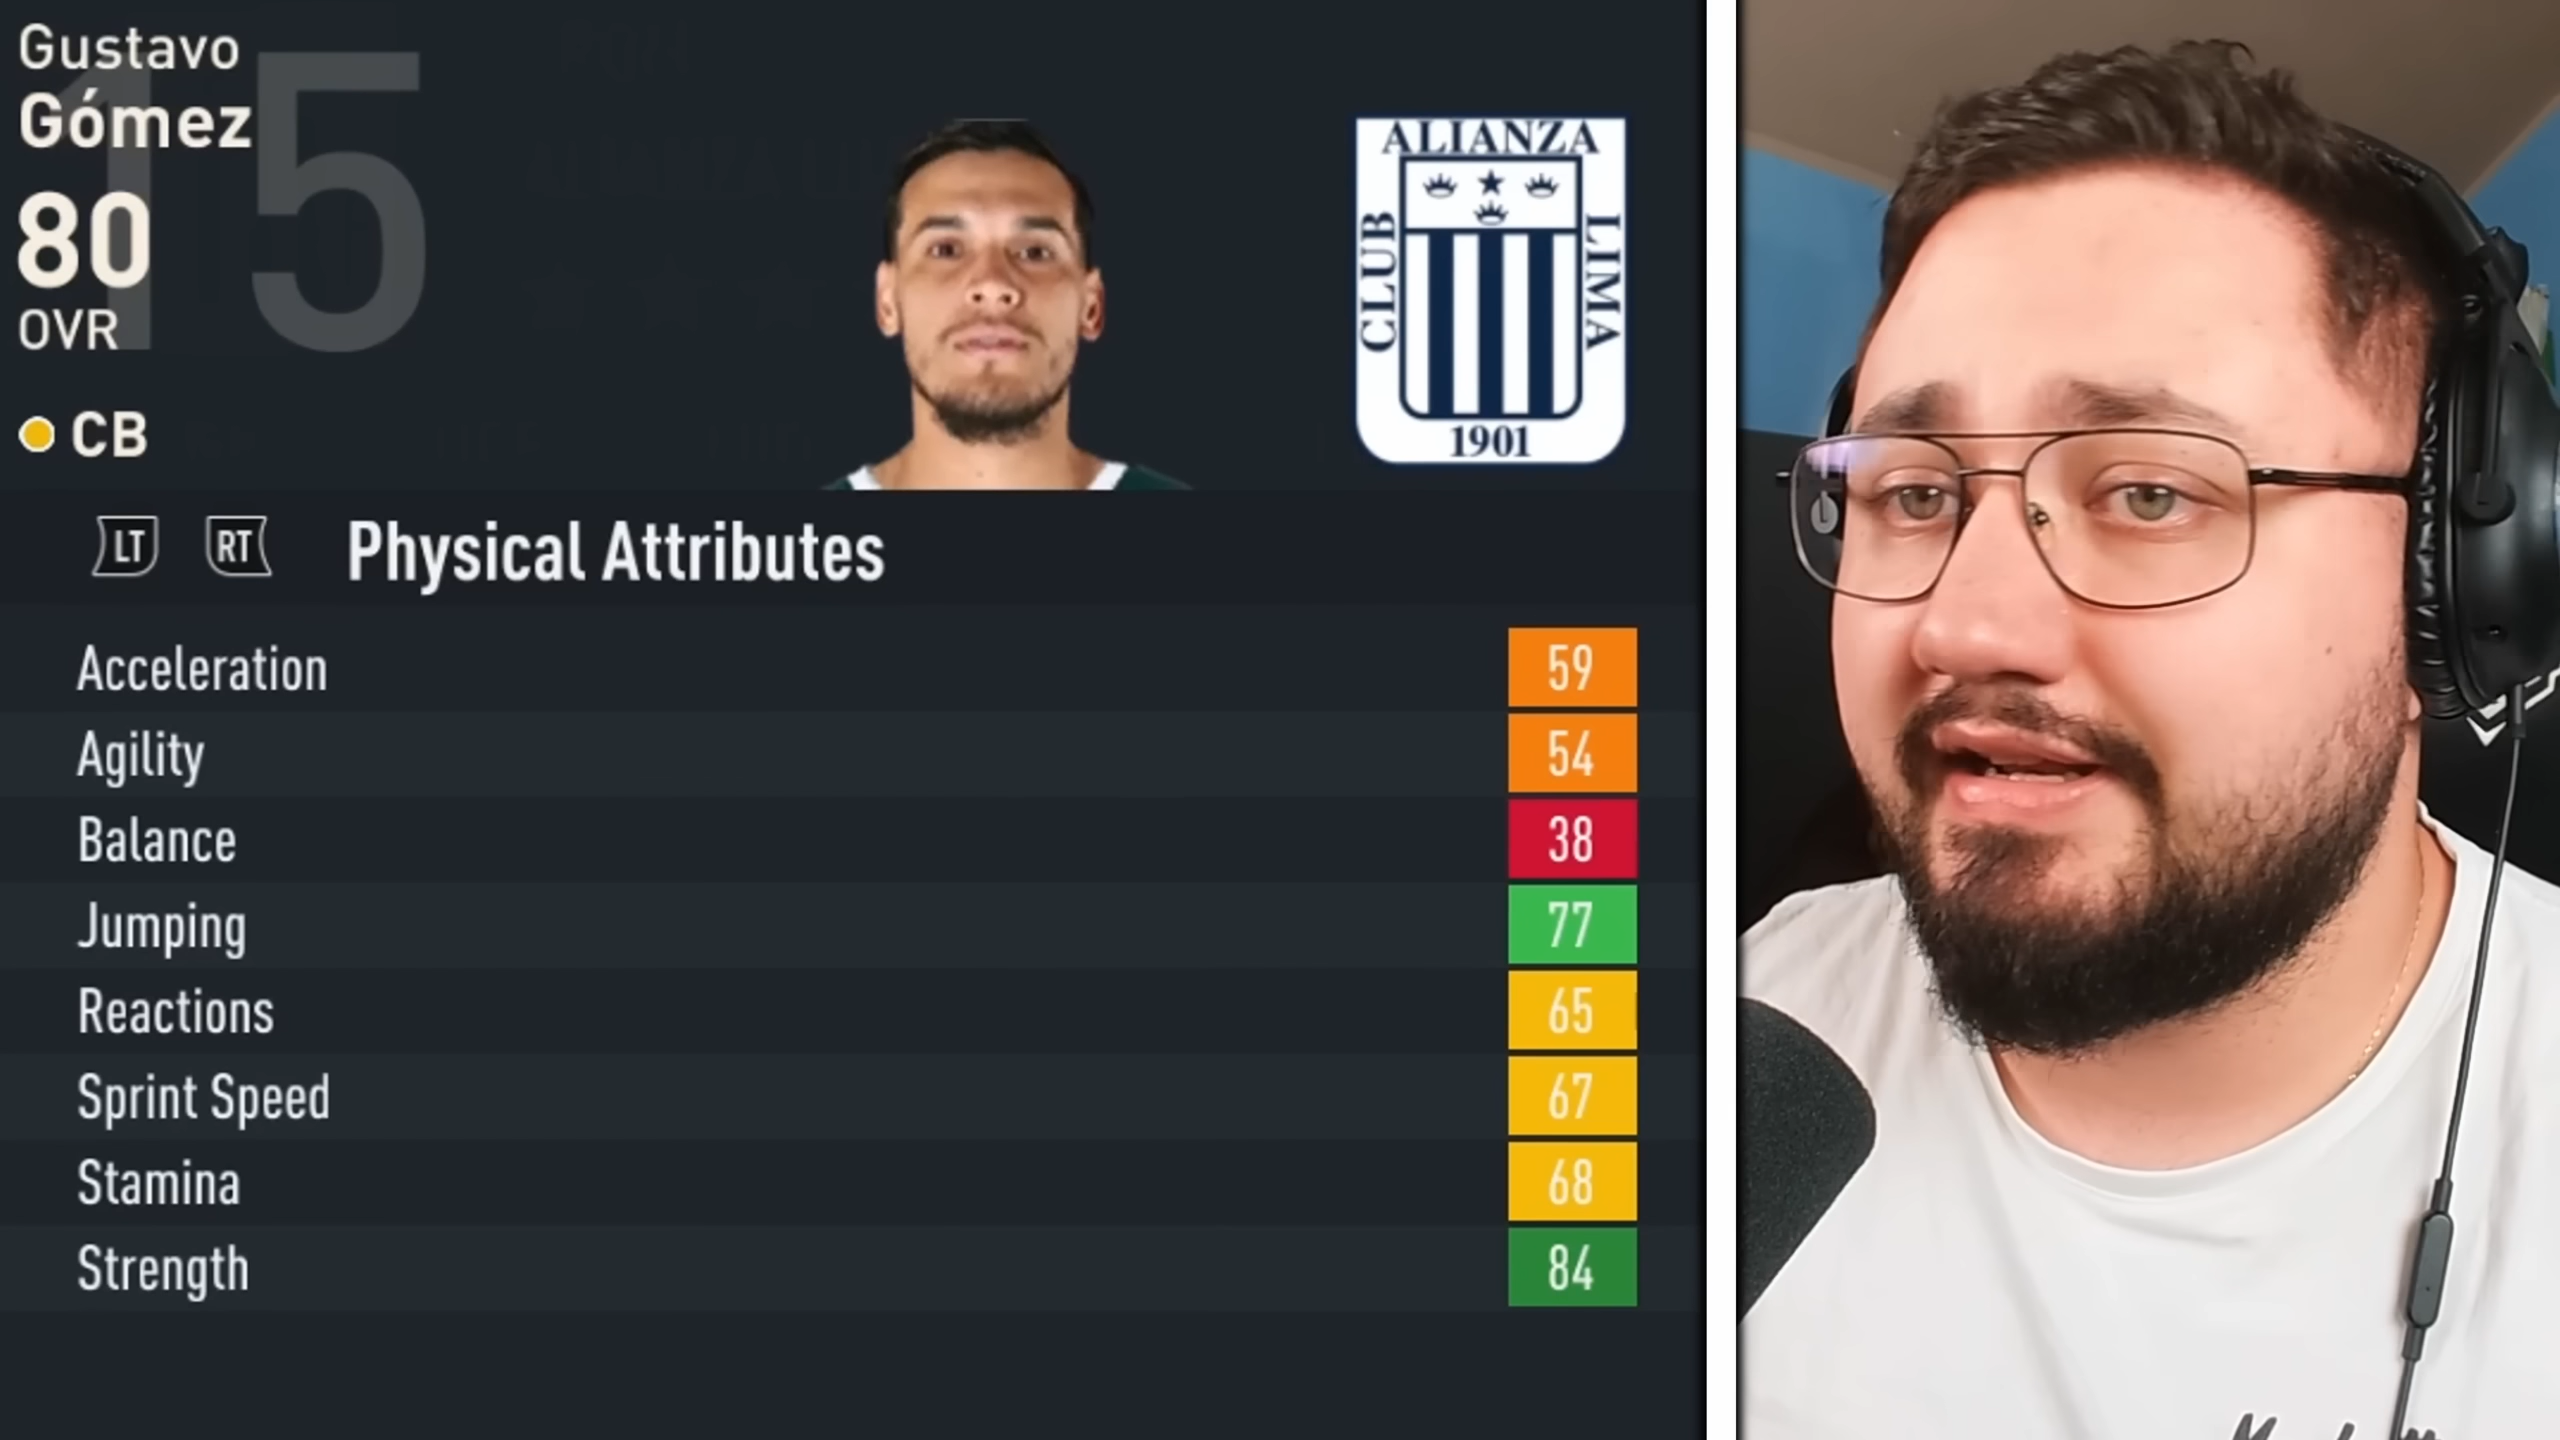 Gustavo
Gómez
15
80
OVR
CB
ALIANZA
CLUB
LIMA
1901
LT RT Physical Attributes
Acceleration 59
Agility 54
Balance 38
Jumping 77
Reactions 65
Sprint Speed 67
Stamina 68
Strength 84